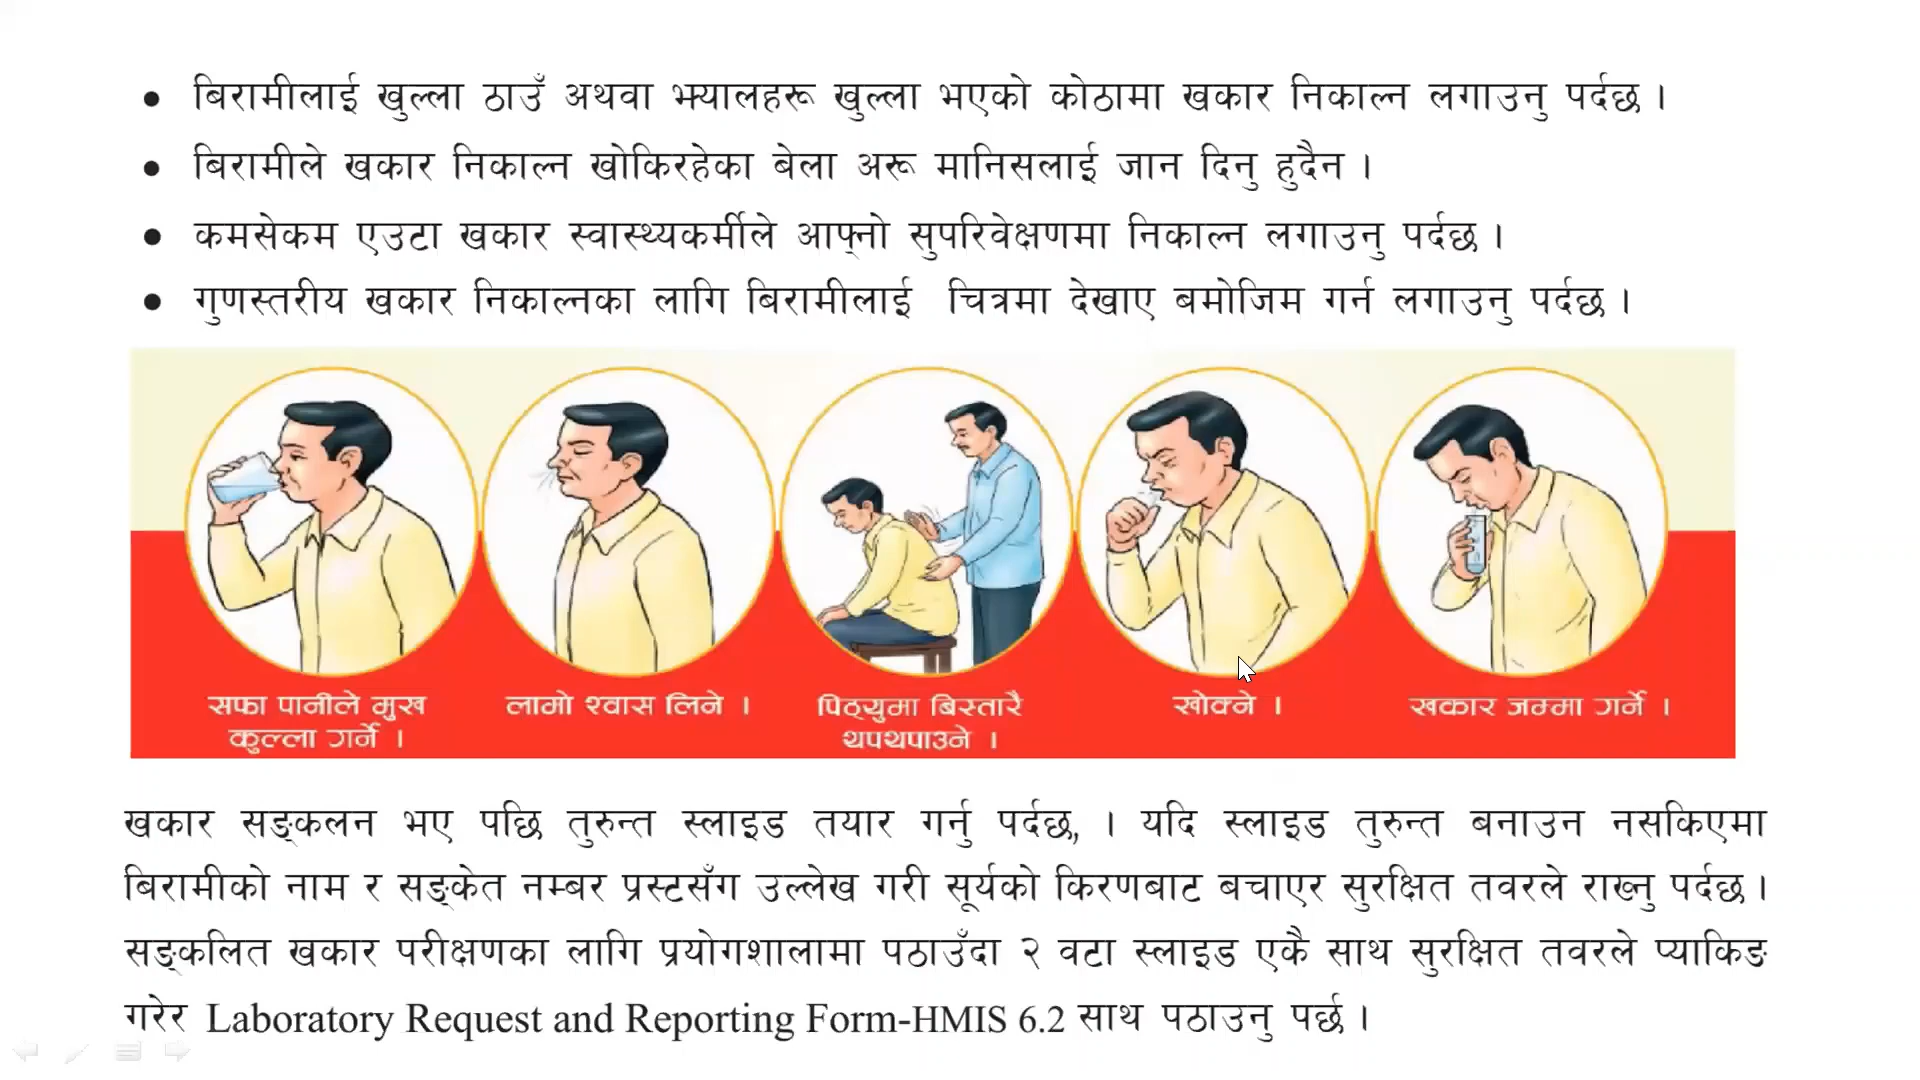 • बिरामीलाई खुल्ला ठाउँ अथवा झ्यालहरू खुल्ला भएको कोठामा खकार निकाल्न लगाउनु पर्दछ ।
• बिरामीले खकार निकाल्न खोकिरहेका बेला अरू मानिसलाई जान दिनु हुदैन ।
• कमसेकम एउटा खकार स्वास्थ्यकर्मीले आफ्‌नो सुपरिवेक्षणमा निकाल्न लगाउनु पर्दछ ।
• गुणस्तरीय खकार निकाल्नका लागि बिरामीलाई चित्रमा देखाए बमोजिम गर्न लगाउनु पर्दछ ।
सफा पानीले मुख
कुल्ला गर्ने ।
लामो श्वास लिने ।
पिठ्युमा बिस्तारै
थपथपाउने ।
खोक्ने ।
खकार जम्मा गर्ने ।
खकार सङ्कलन भए पछि तुरुन्त स्लाइड तयार गर्नु पर्दछ, । यदि स्लाइड तुरुन्त बनाउन नसकिएमा
बिरामीको नाम र सङ्केत नम्बर प्रस्टसँग उल्लेख गरी सूर्यको किरणबाट बचाएर सुरक्षित तवरले राख्नु पर्दछ ।
सङ्कलित खकार परीक्षणका लागि प्रयोगशालामा पठाउँदा २ वटा स्लाइड एकै साथ सुरक्षित तवरले प्याकिङ
गरेर Laboratory Request and Reporting Form-HMIS 6.2 साथ पठाउनु पर्छ ।